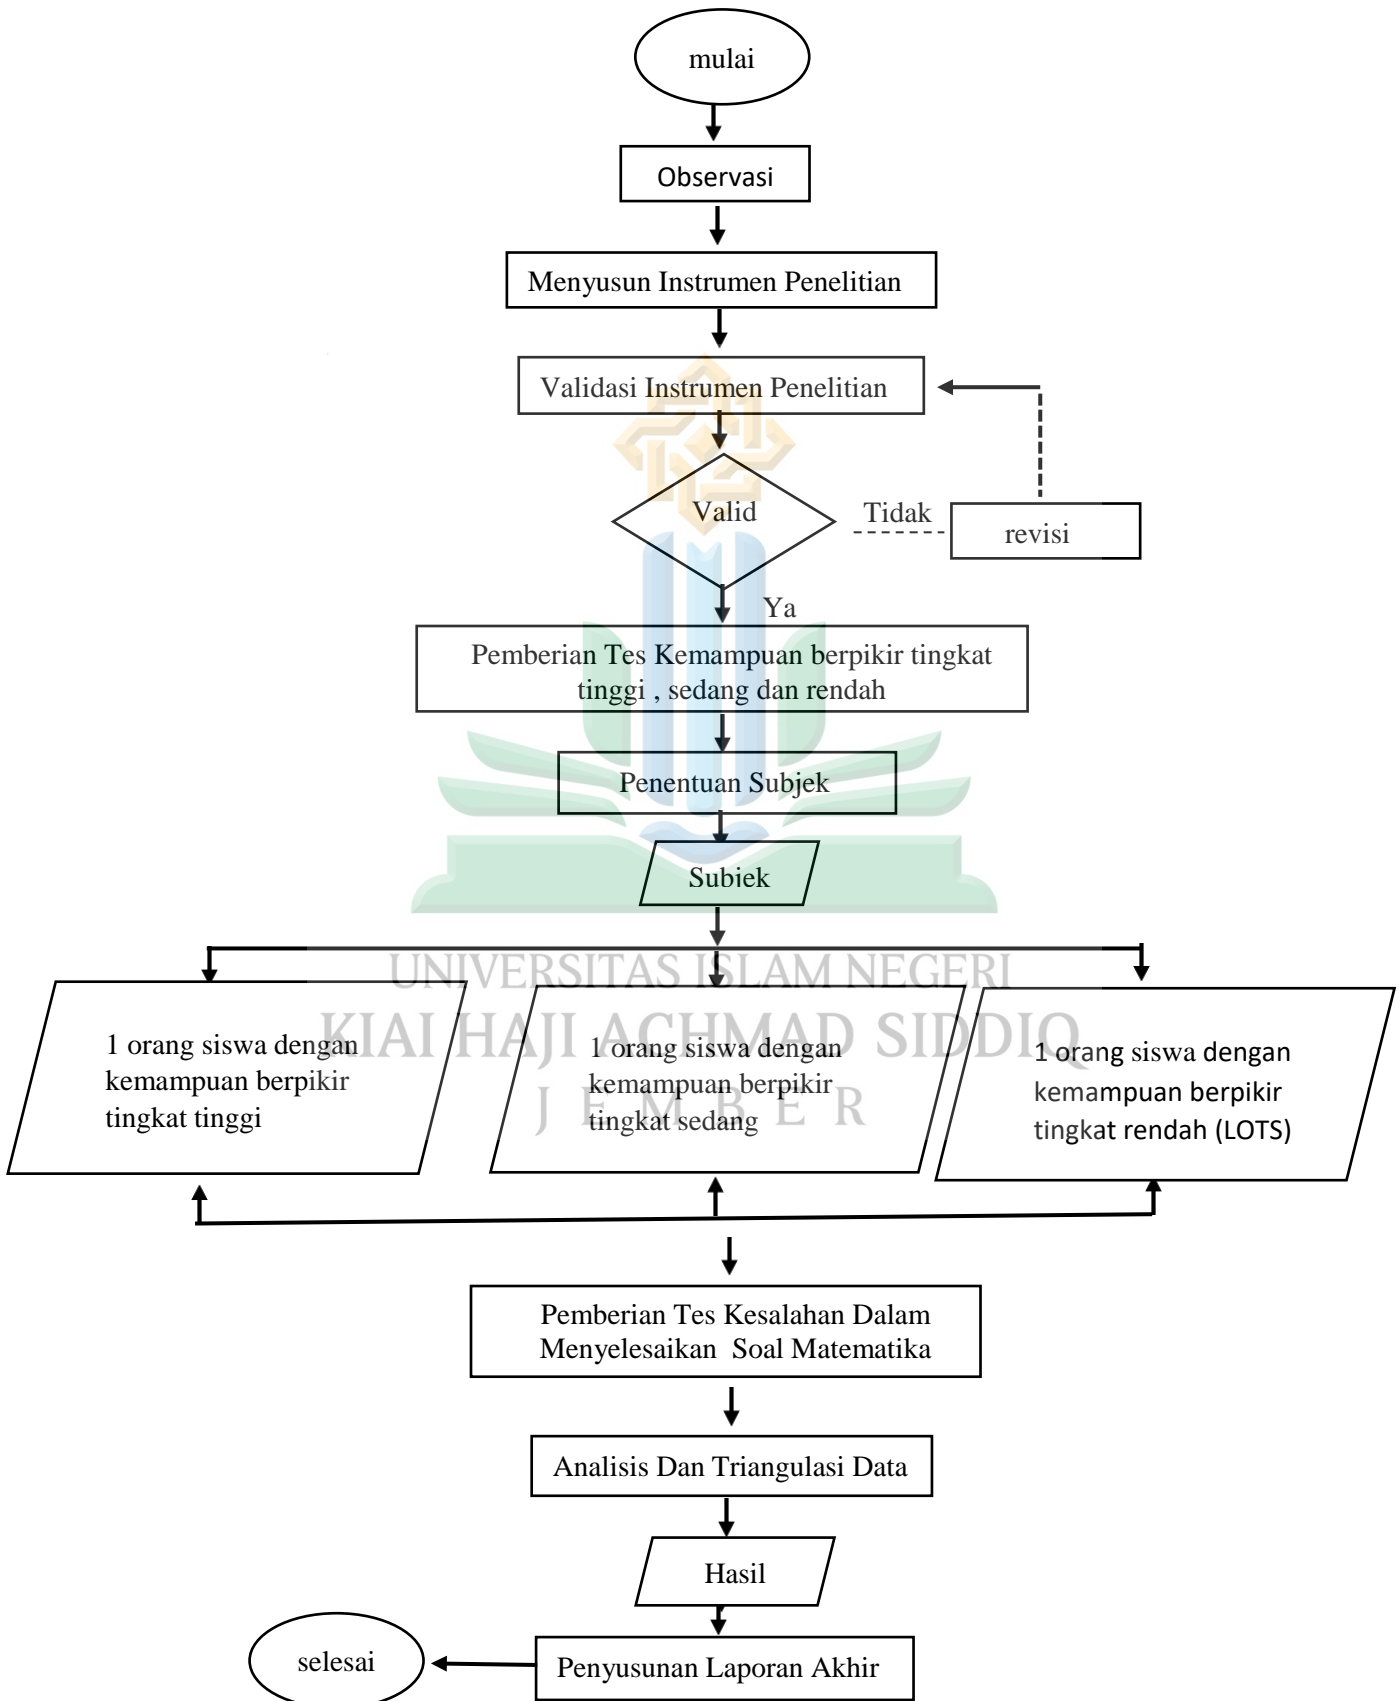 mulai
Observasi
Menyusun Instrumen Penelitian
Validasi Instrumen Penelitian
Valid
Tidak
revisi
Ya
Pemberian Tes Kemampuan berpikir tingkat
tinggi , sedang dan rendah
Penentuan Subjek
Subjek
UNIVERSITAS ISLAM NEGERI
KIAI HAJI ACHMAD SIDDIQ
JEMBER
1 orang siswa dengan
kemampuan berpikir
tingkat tinggi
1 orang siswa dengan
kemampuan berpikir
tingkat sedang
1 orang siswa dengan
kemampuan berpikir
tingkat rendah (LOTS)
Pemberian Tes Kesalahan Dalam
Menyelesaikan Soal Matematika
Analisis Dan Triangulasi Data
Hasil
Penyusunan Laporan Akhir
selesai